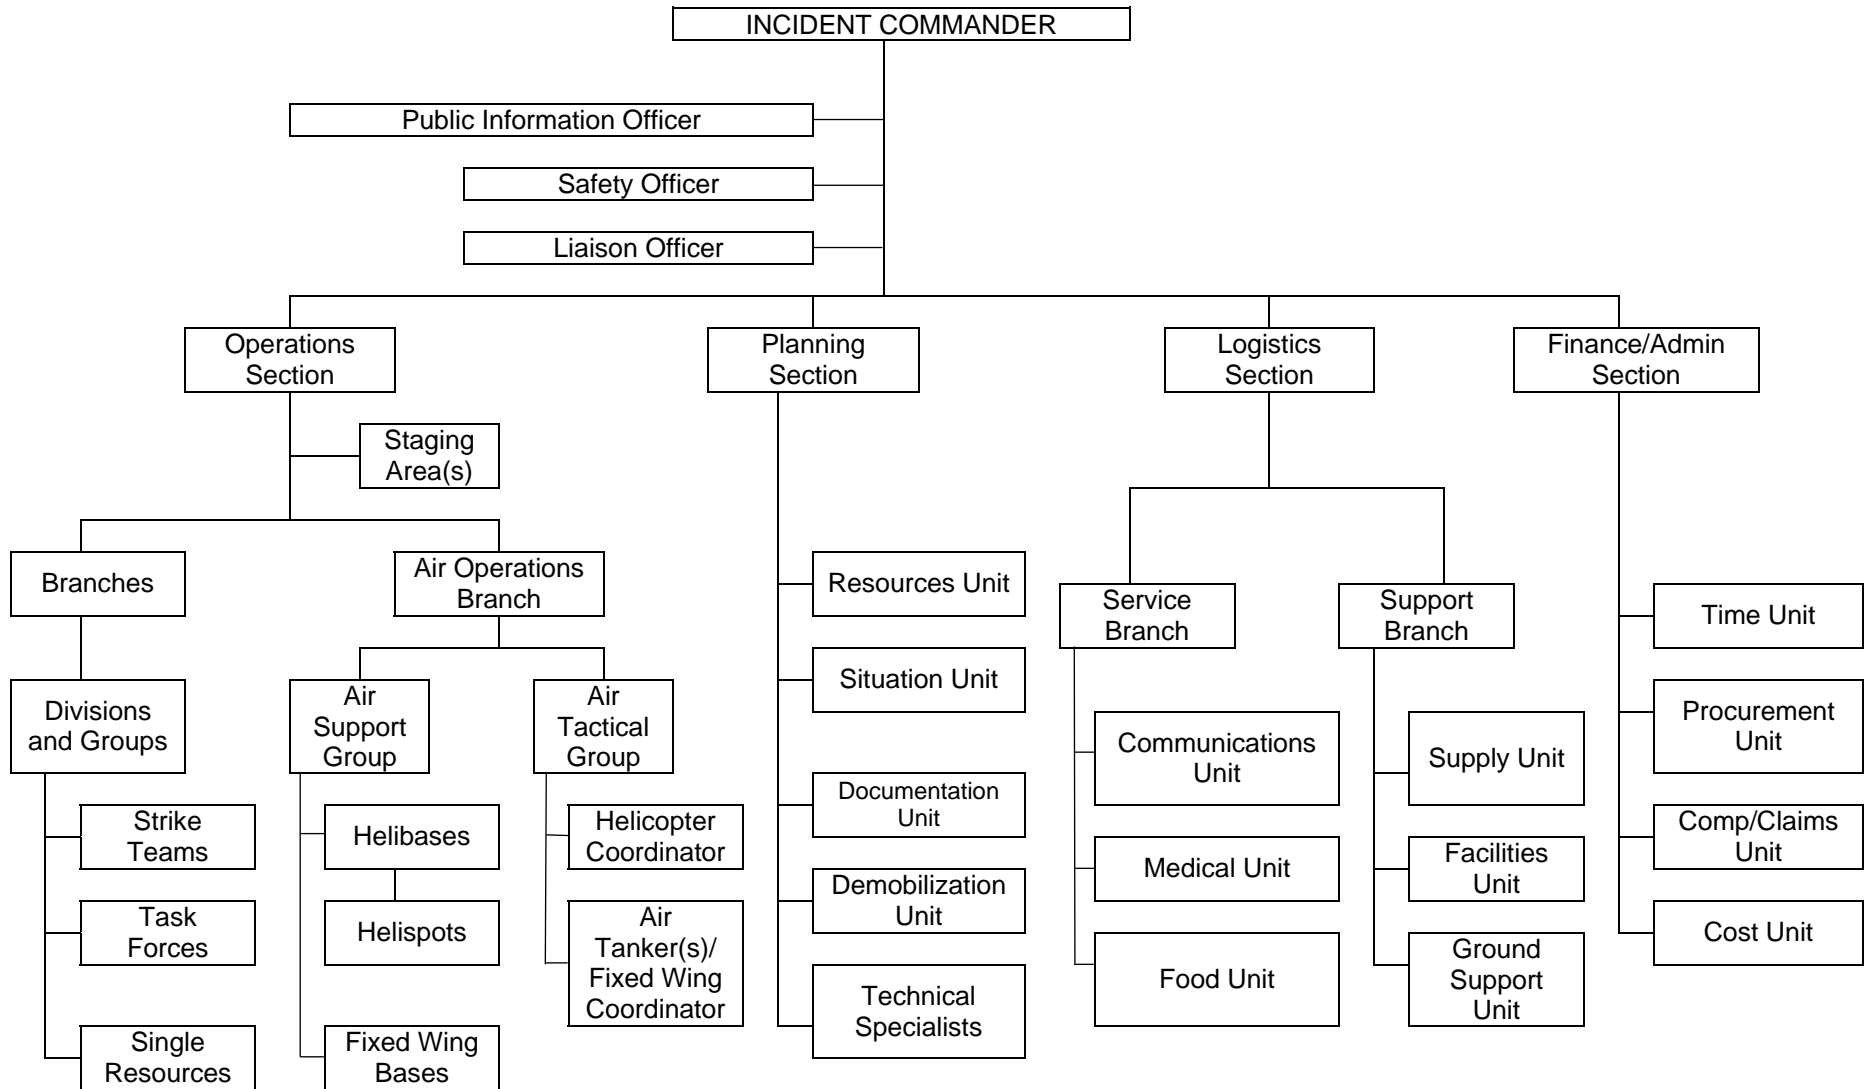 INCIDENT COMMANDER
Public Information Officer
Safety Officer
Liaison Officer
Operations
Section
Planning
Section
Logistics
Section
Finance/Admin
Section
Staging
Area(s)
Branches
Air Operations
Branch
Divisions
and Groups
Air
Support
Group
Air
Tactical
Group
Strike
Teams
Task
Forces
Single
Resources
Helibases
Helispots
Fixed Wing
Bases
Helicopter
Coordinator
Air
Tanker(s)/
Fixed Wing
Coordinator
Resources Unit
Situation Unit
Documentation
Unit
Demobilization
Unit
Technical
Specialists
Service
Branch
Support
Branch
Communications
Unit
Medical Unit
Food Unit
Supply Unit
Facilities
Unit
Ground
Support
Unit
Time Unit
Procurement
Unit
Comp/Claims
Unit
Cost Unit